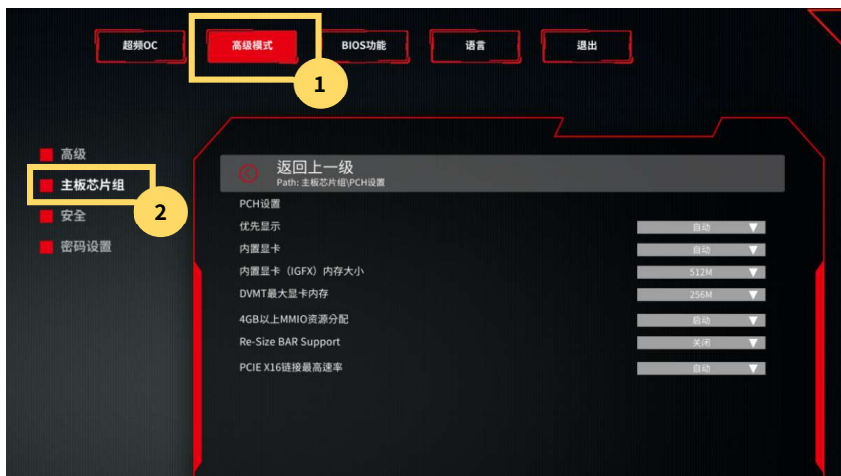 超频OC
高级模式
BIOS功能
语言
退出
1
高级
主板芯片组
安全
密码设置
2
返回上一级
Path: 主板芯片组\PCH设置
PCH设置
优先显示 自动
内置显卡 自动
内置显卡（IGFX）内存大小 512M
DVMT最大显卡内存 256M
4GB以上MMIO资源分配 启动
Re-Size BAR Support 关闭
PCIE X16链接最高速率 自动